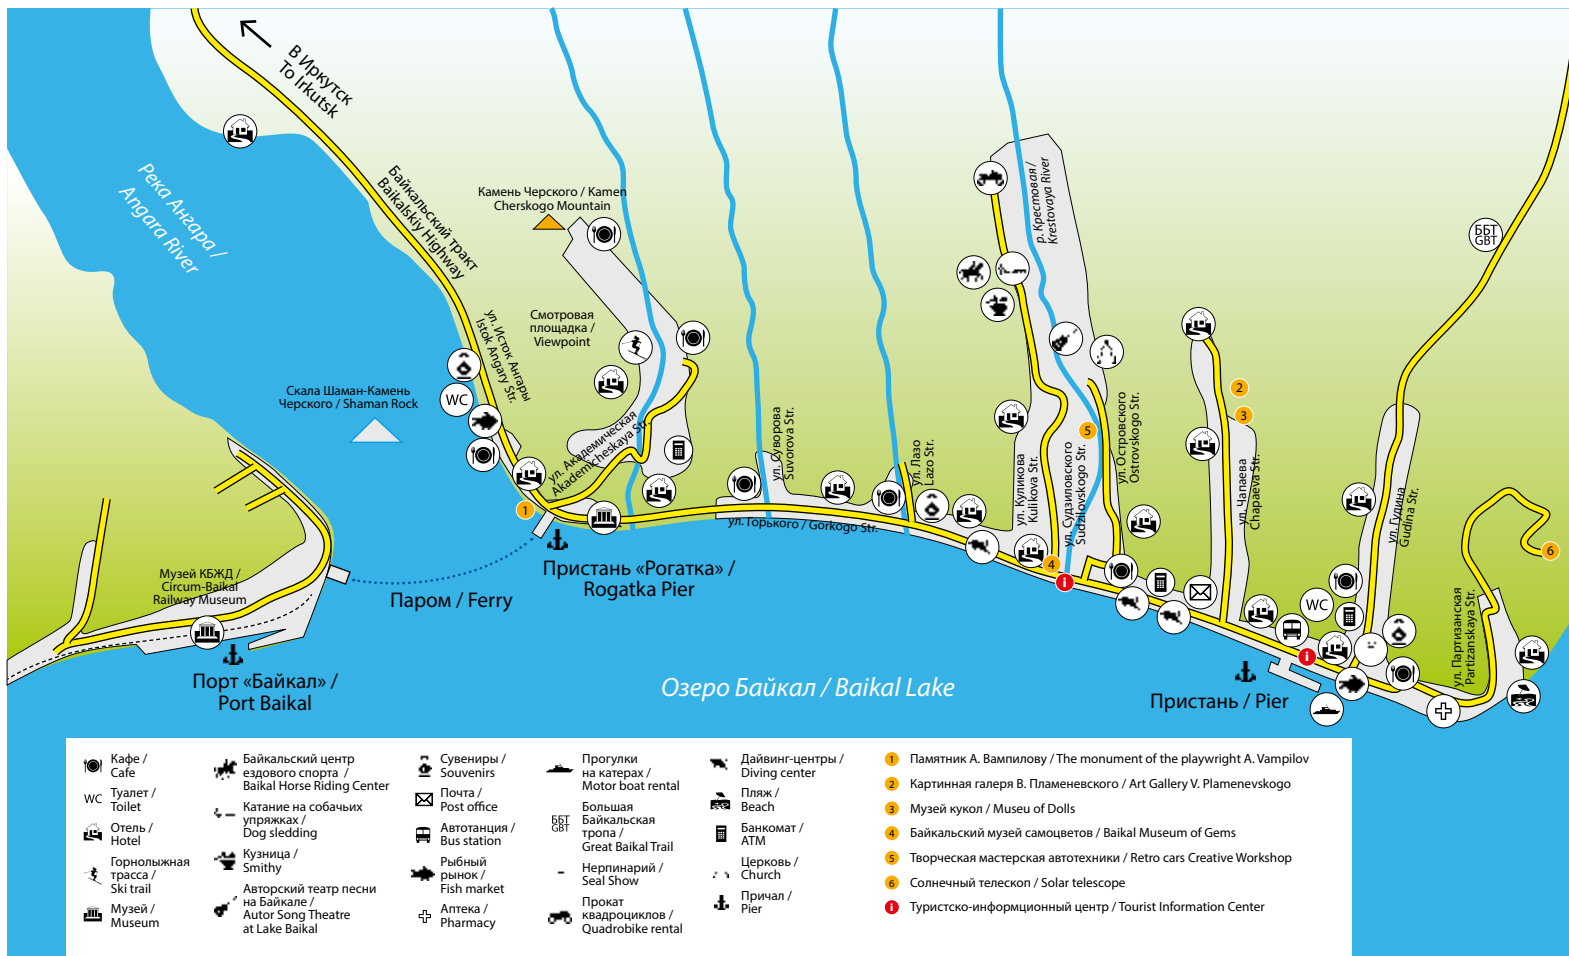 В Иркутск
To Irkutsk
Река Ангара /
Angara River
Байкальский тракт
Baikalskiy Highway
Камень Черского / Kamen
Cherskogo Mountain
р. Крестовая /
Krestovaya River
ББТ
GBT
ул. Исток Ангары
Istok Angary Str.
Смотровая
площадка /
Viewpoint
WC
Скала Шаман-Камень
Черского / Shaman Rock
ул. Академическая
Akademicheskaya Str.
ул. Суворова
Suvorova Str.
ул. Горького / Gorkogo Str.
ул. Лазо
Lazo Str.
ул. Куликова
Kulikova Str.
ул. Судзиловского
Sudzilovskogo Str.
ул. Островского
Ostrovskogo Str.
ул. Чапаева
Chapaeva Str.
ул. Гудина
Gudina Str.
ул. Партизанская
Partizanskaya Str.
1
2
3
4
5
6
i
i
WC
Музей КБЖД /
Circum-Baikal
Railway Museum
Паром / Ferry
Пристань «Рогатка» /
Rogatka Pier
Порт «Байкал» /
Port Baikal
Озеро Байкал / Baikal Lake
Пристань / Pier
Кафе /
Cafe
WC
Туалет /
Toilet
Отель /
Hotel
Горнолыжная
трасса /
Ski trail
Музей /
Museum
Байкальский центр
ездового спорта /
Baikal Horse Riding Center
Катание на собачьих
упряжках /
Dog sledding
Кузница /
Smithy
Авторский театр песни
на Байкале /
Autor Song Theatre
at Lake Baikal
Сувениры /
Souvenirs
Почта /
Post office
Автотанция /
Bus station
Рыбный
рынок /
Fish market
Аптека /
Pharmacy
Прогулки
на катерах /
Motor boat rental
ББТ
GBT
Большая
Байкальская
тропа /
Great Baikal Trail
Нерпинарий /
Seal Show
Прокат
квадроциклов /
Quadrobike rental
Дайвинг-центры /
Diving center
Пляж /
Beach
Банкомат /
ATM
Церковь /
Church
Причал /
Pier
1 Памятник А. Вампилову / The monument of the playwright A. Vampilov
2 Картинная галеря В. Пламеневского / Art Gallery V. Plamenevskogo
3 Музей кукол / Museu of Dolls
4 Байкальский музей самоцветов / Baikal Museum of Gems
5 Творческая мастерская автотехники / Retro cars Creative Workshop
6 Солнечный телескоп / Solar telescope
i Туристско-информционный центр / Tourist Information Center